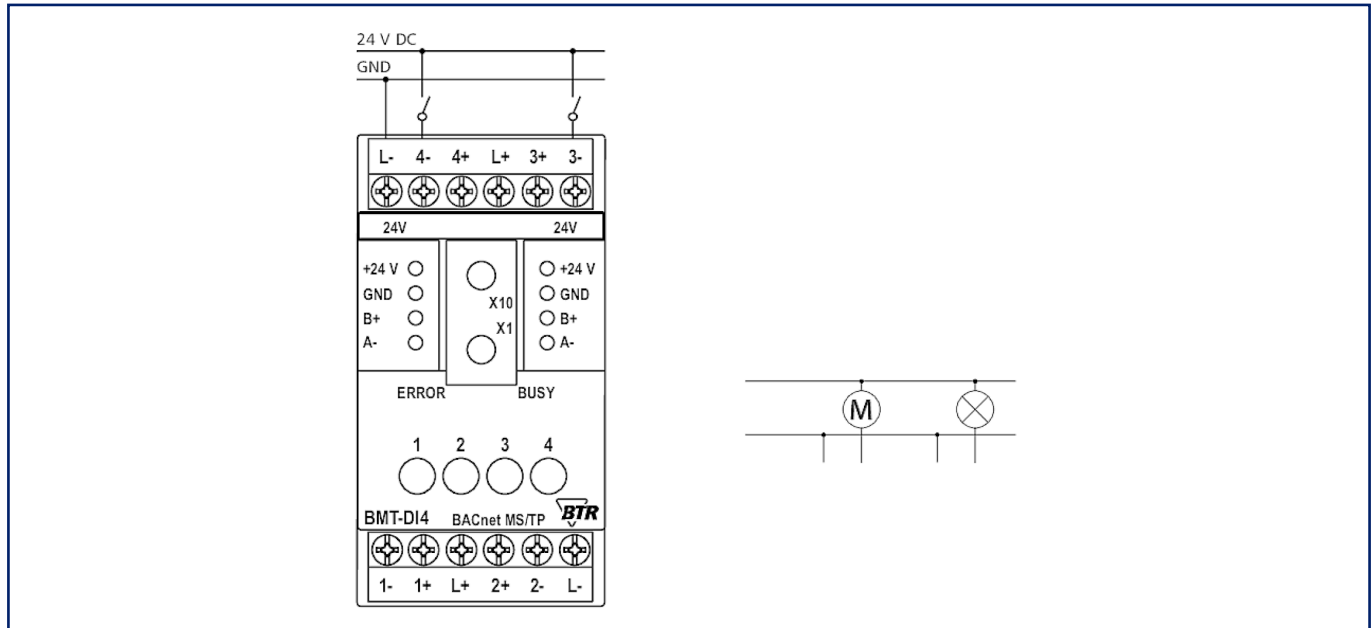 24 V DC
GND
L- 4- 4+ L+ 3+ 3-
24V 24V
+24 V +24 V
GND GND
X10
B+ B+
X1
A- A-
ERROR BUSY
M
1 2 3 4
BMT-DI4 BACnet MS/TP BTR
1- 1+ L+ 2+ 2- L-